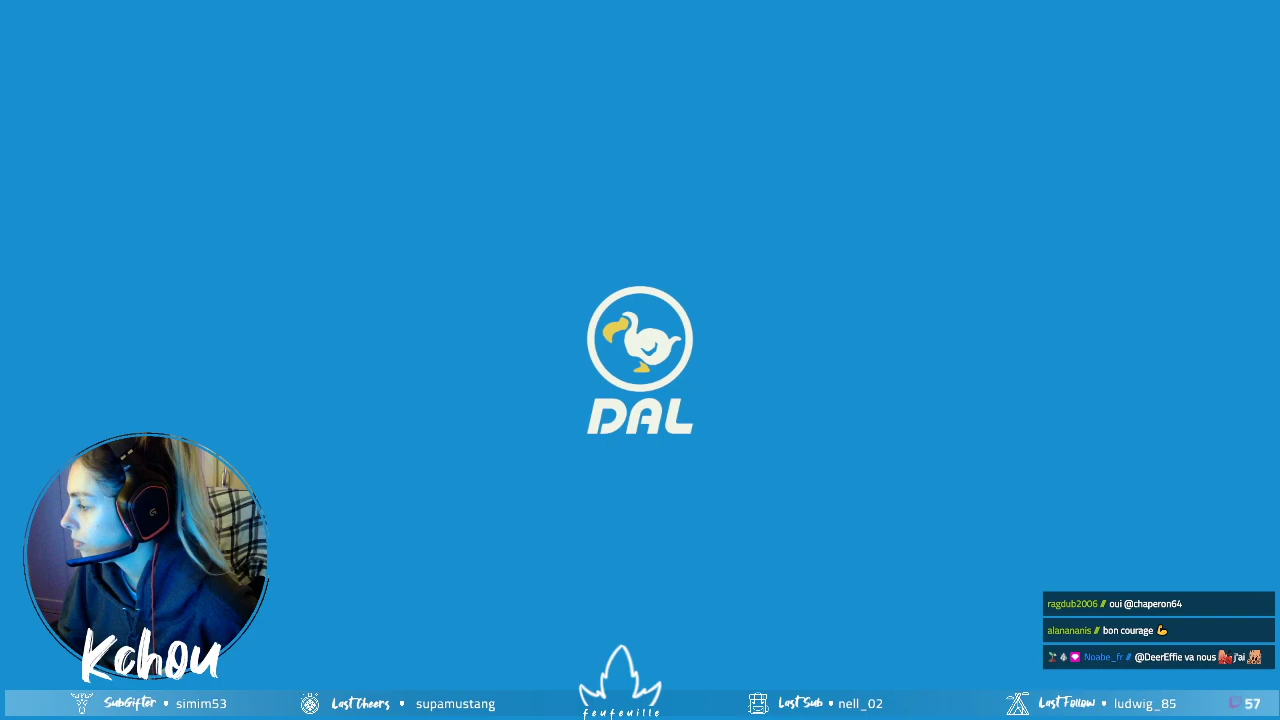 DAL
Kchou
ragdub2006 // oui @chaperon64
alanananis // bon courage 💪
Noabe_fr // @DeerEffie va nous j'ai
SubGifter • simim53
Last Cheers • supamustang
feufeuille
Last Sub • nell_02
Last Follow • ludwig_85
57